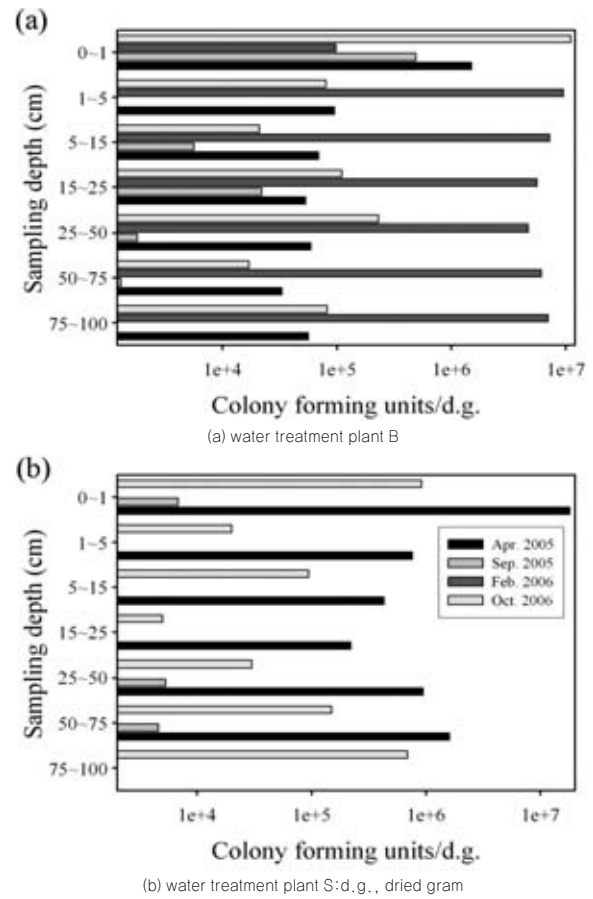 (a)
Sampling depth (cm)
0~1
1~5
5~15
15~25
25~50
50~75
75~100
1e+4 1e+5 1e+6 1e+7
Colony forming units/d.g.
(a) water treatment plant B
(b)
Sampling depth (cm)
0~1
1~5
5~15
15~25
25~50
50~75
75~100
Apr. 2005
Sep. 2005
Feb. 2006
Oct. 2006
1e+4 1e+5 1e+6 1e+7
Colony forming units/d.g.
(b) water treatment plant S:d.g., dried gram